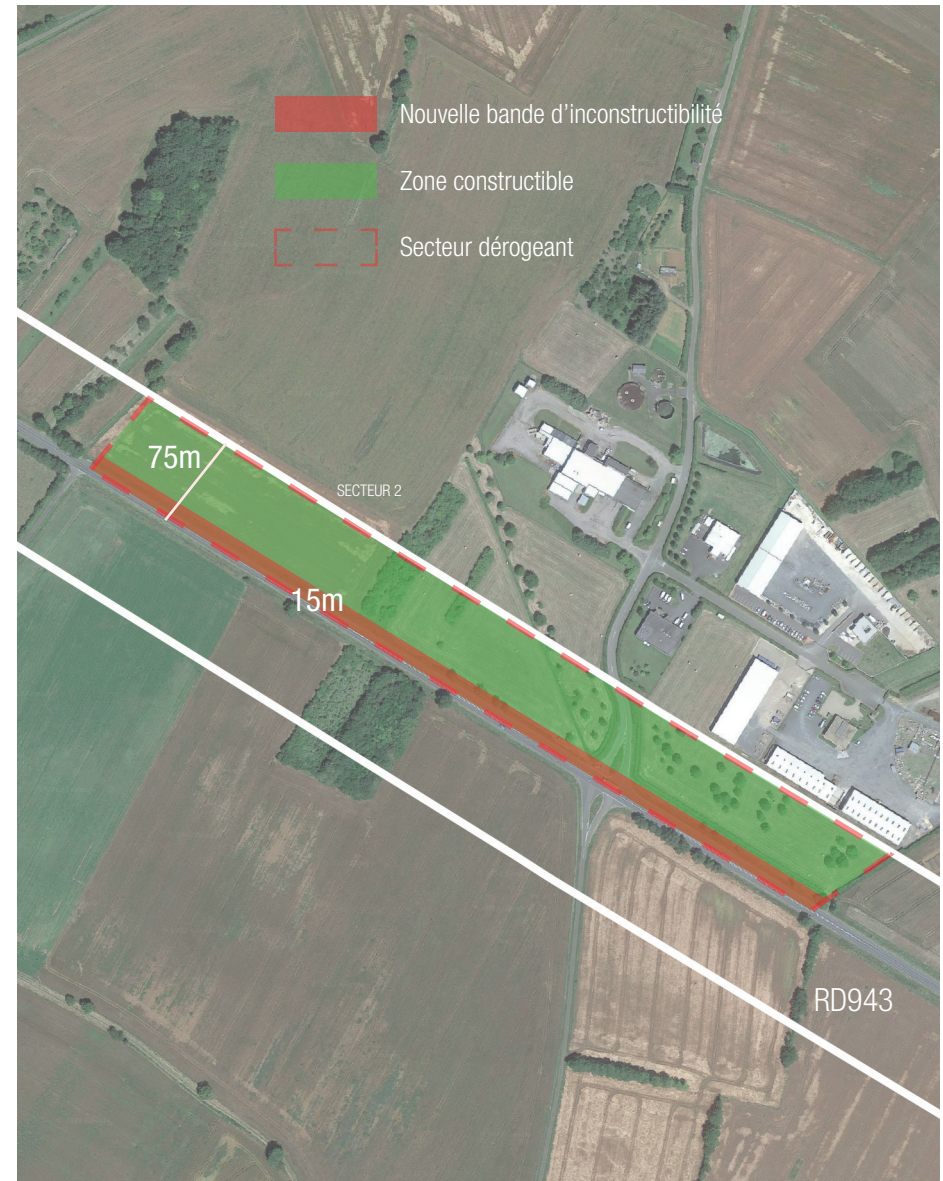 Nouvelle bande d'inconstructibilité
Zone constructible
Secteur dérogeant
75m
SECTEUR 2
15m
RD943